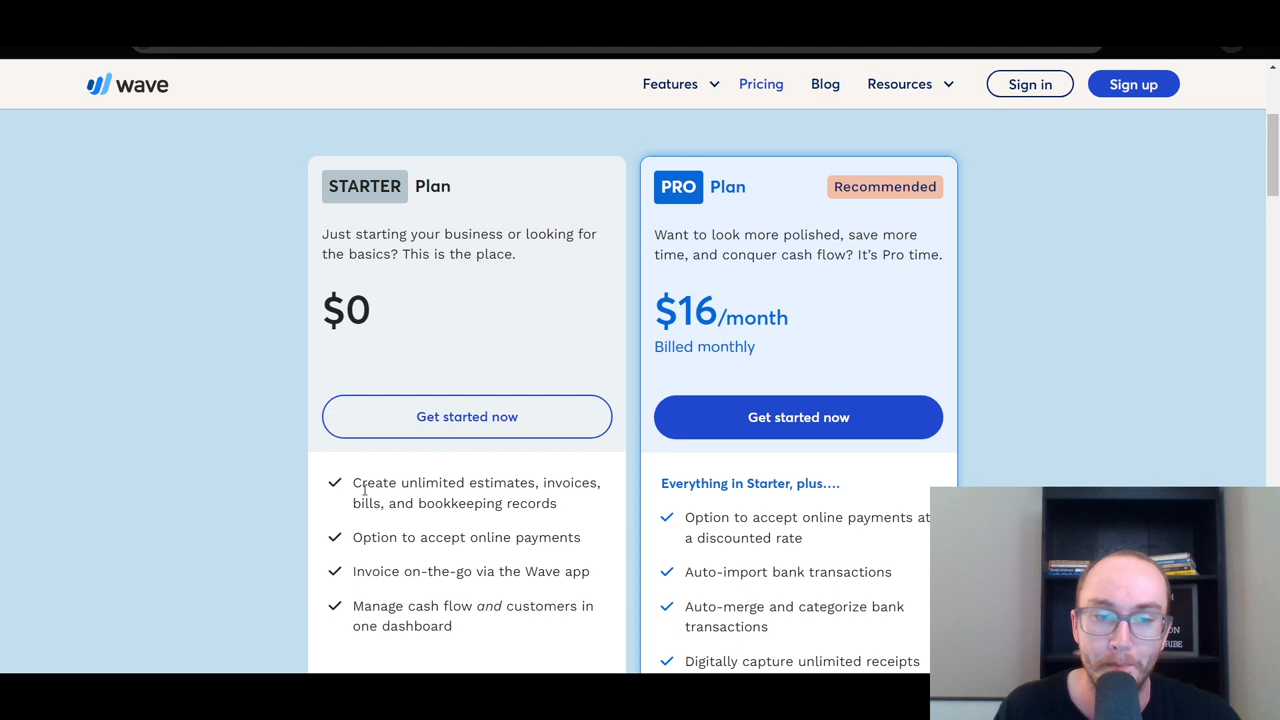 wave
Features
Pricing
Blog
Resources
Sign in
Sign up
STARTER Plan
Just starting your business or looking for
the basics? This is the place.
$0
Get started now
Create unlimited estimates, invoices,
bills, and bookkeeping records
Option to accept online payments
Invoice on-the-go via the Wave app
Manage cash flow and customers in
one dashboard
PRO Plan
Recommended
Want to look more polished, save more
time, and conquer cash flow? It's Pro time.
$16/month
Billed monthly
Get started now
Everything in Starter, plus....
Option to accept online payments at
a discounted rate
Auto-import bank transactions
Auto-merge and categorize bank
transactions
Digitally capture unlimited receipts